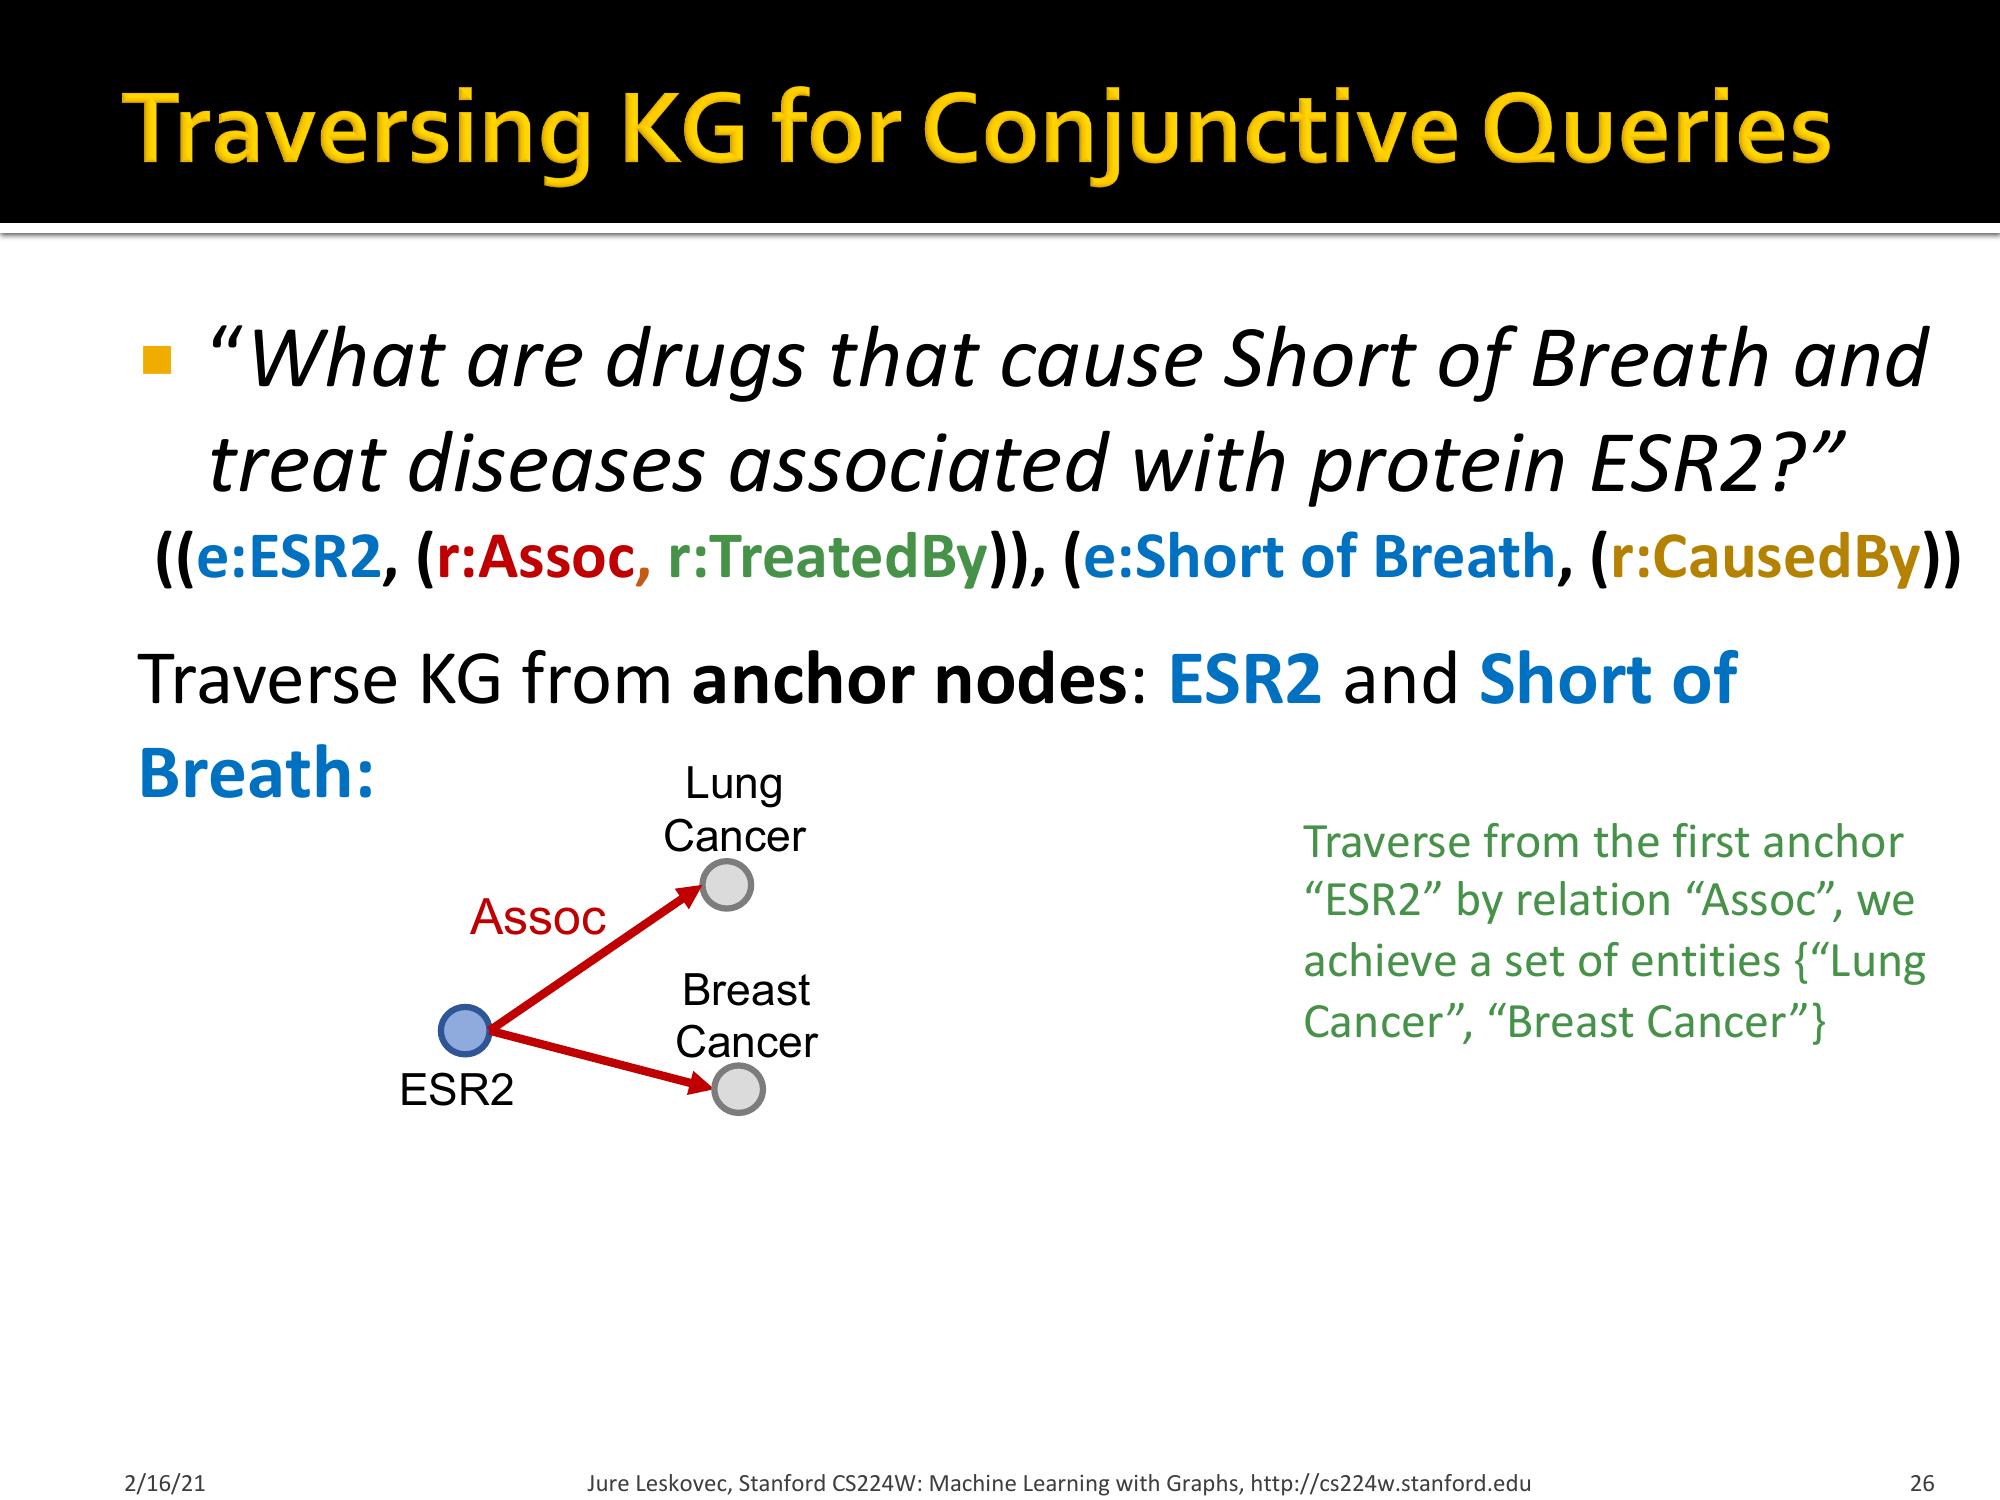 Traversing KG for Conjunctive Queries
“What are drugs that cause Short of Breath and
treat diseases associated with protein ESR2?”
((e:ESR2, (r:Assoc, r:TreatedBy)), (e:Short of Breath, (r:CausedBy))
Traverse KG from anchor nodes: ESR2 and Short of
Breath:
Lung
Cancer
Assoc
Breast
Cancer
ESR2
Traverse from the first anchor
“ESR2” by relation “Assoc”, we
achieve a set of entities {“Lung
Cancer”, “Breast Cancer”}
2/16/21
Jure Leskovec, Stanford CS224W: Machine Learning with Graphs, http://cs224w.stanford.edu
26